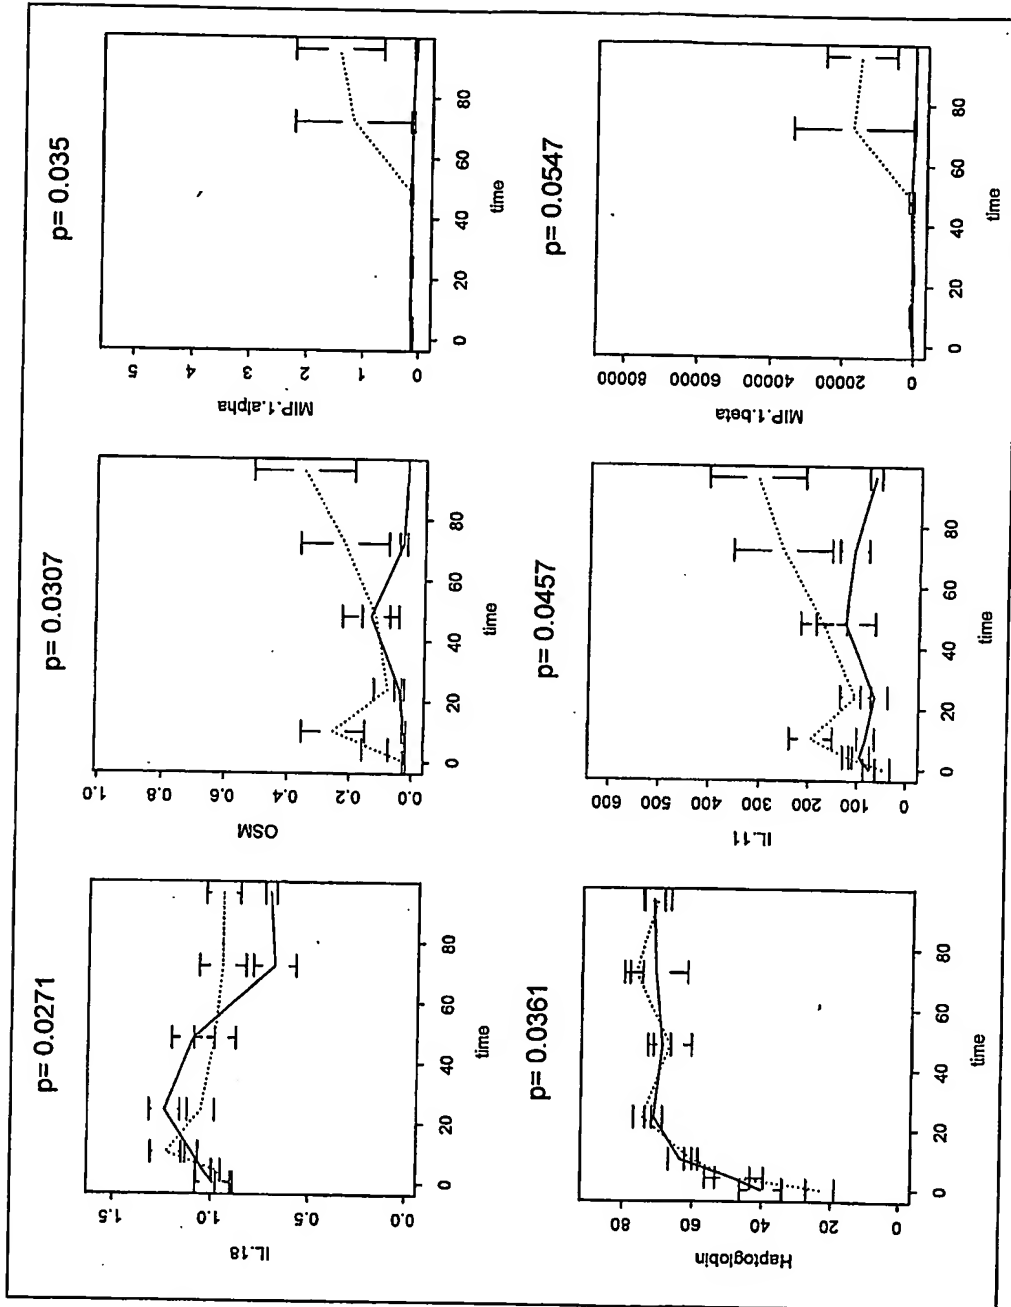 p= 0.0271
IL.18
0.0 0.5 1.0 1.5
0 20 40 60 80
time
p= 0.0307
OSM
0.0 0.2 0.4 0.6 0.8 1.0
0 20 40 60 80
time
p= 0.035
MIP.1.alpha
0 1 2 3 4 5
0 20 40 60 80
time
p= 0.0361
Haptoglobin
0 20 40 60 80
0 20 40 60 80
time
p= 0.0457
IL.11
0 100 200 300 400 500 600
0 20 40 60 80
time
p= 0.0547
MIP.1.beta
0 20000 40000 60000 80000
0 20 40 60 80
time